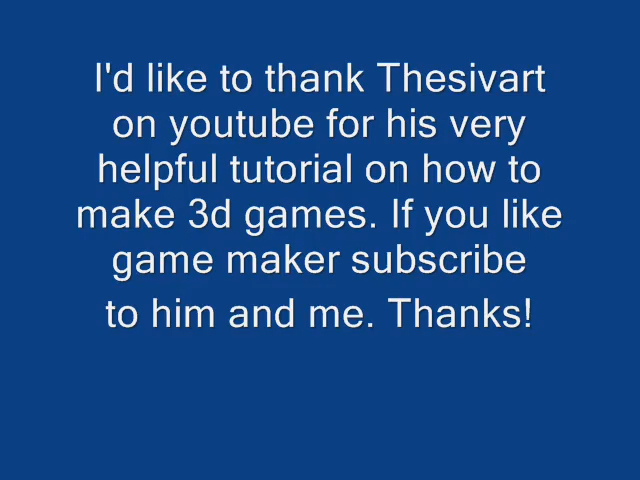 I'd like to thank Thesivart
on youtube for his very
helpful tutorial on how to
make 3d games. If you like
game maker subscribe
to him and me. Thanks!